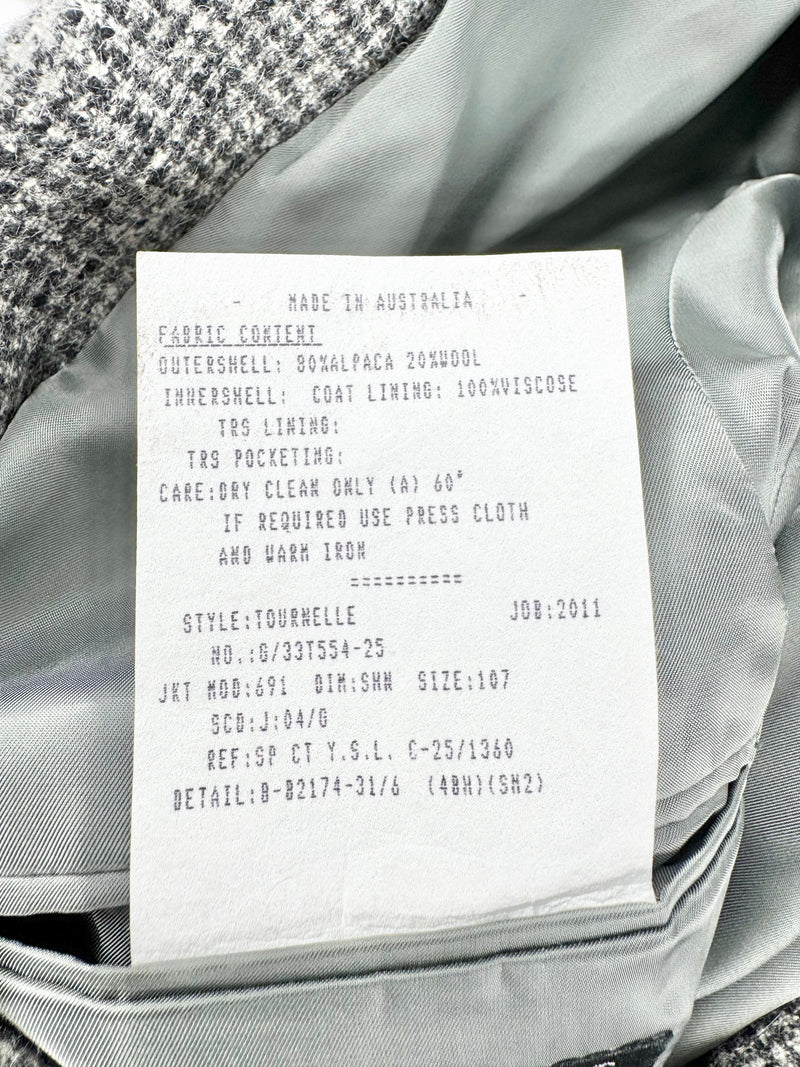 - MADE IN AUSTRALIA -
FABRIC CONTENT
OUTERSHELL: 80%ALPACA 20%WOOL
INNERSHELL: COAT LINING: 100%VISCOSE
TRS LINING:
TRS POCKETING:
CARE:DRY CLEAN ONLY (A) 60°
IF REQUIRED USE PRESS CLOTH
AND WARM IRON
==========
STYLE:TOURNELLE JOB:2011
NO.:G/33T554-25
JKT MOD:691 DIM:SHN SIZE:107
SCD:J:04/G
REF:SP CT Y.S.L. C-25/1360
DETAIL:B-B2174-31/6 (4BH)(SH2)